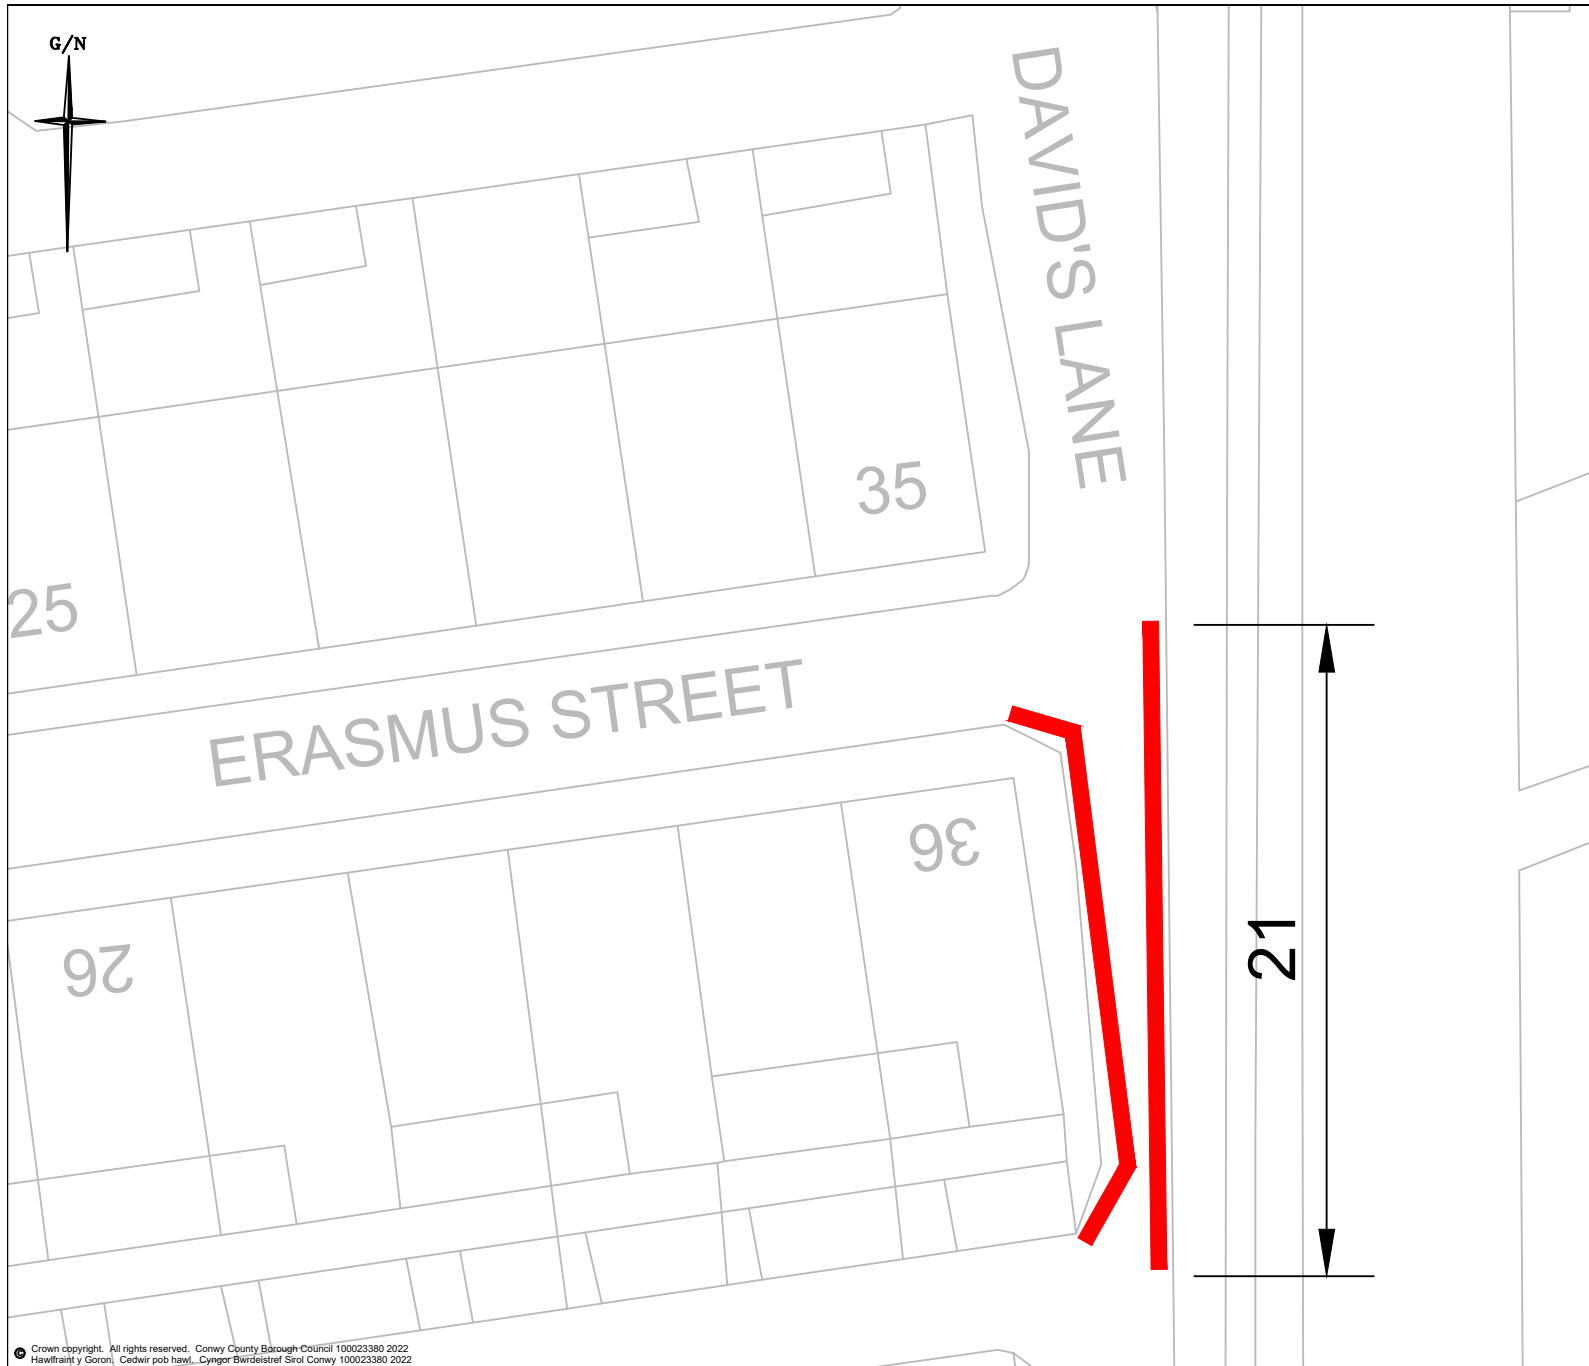 G/N
DAVID'S LANE
35
25
ERASMUS STREET
36
21
26
© Crown copyright. All rights reserved. Conwy County Borough Council 100023380 2022
Hawlfraint y Goron. Cedwir pob hawl. Cyngor Bwrdeistref Sirol Conwy 100023380 2022